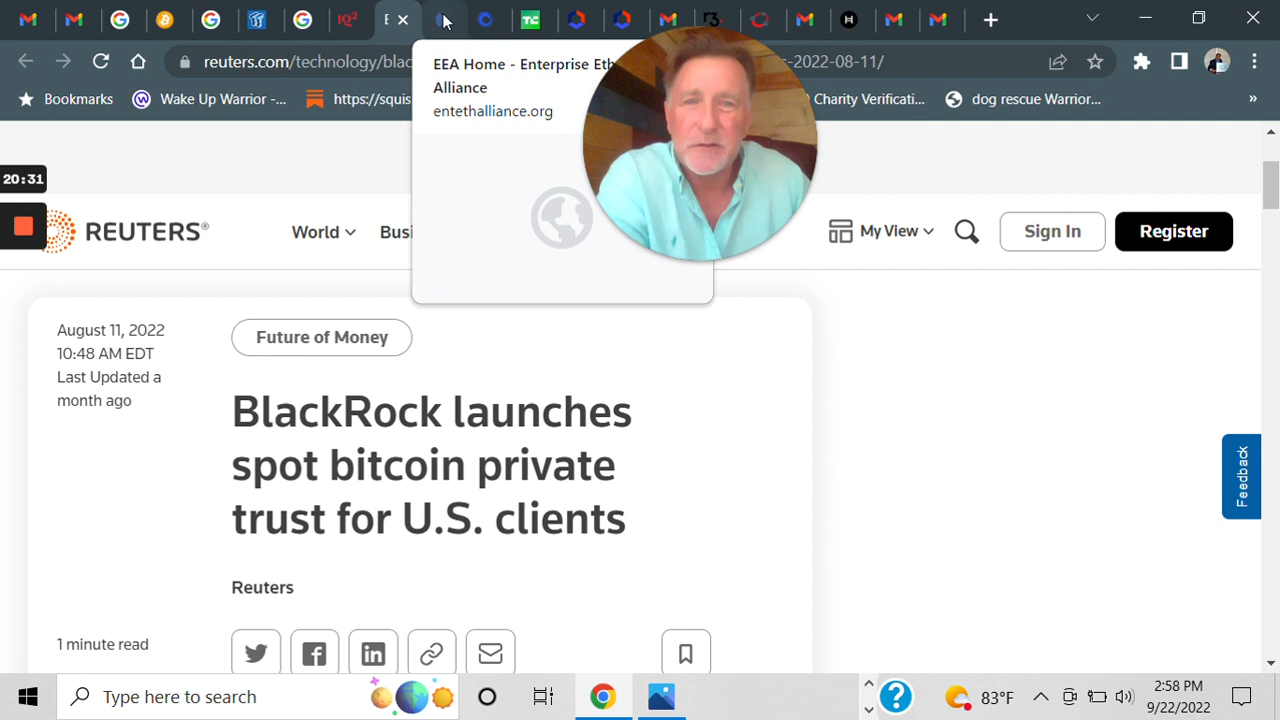 reuters.com/technology/blac
s-2022-08-11/
Bookmarks
Wake Up Warrior -...
https://squis
Charity Verificati...
dog rescue Warrior...
»
EEA Home - Enterprise Eth
Alliance
entethalliance.org
20:31
REUTERS®
World
Busi
My View
Sign In
Register
August 11, 2022
10:48 AM EDT
Last Updated a
month ago
Future of Money
BlackRock launches
spot bitcoin private
trust for U.S. clients
Reuters
1 minute read
Feedback
Type here to search
83°F
2:58 PM
9/22/2022